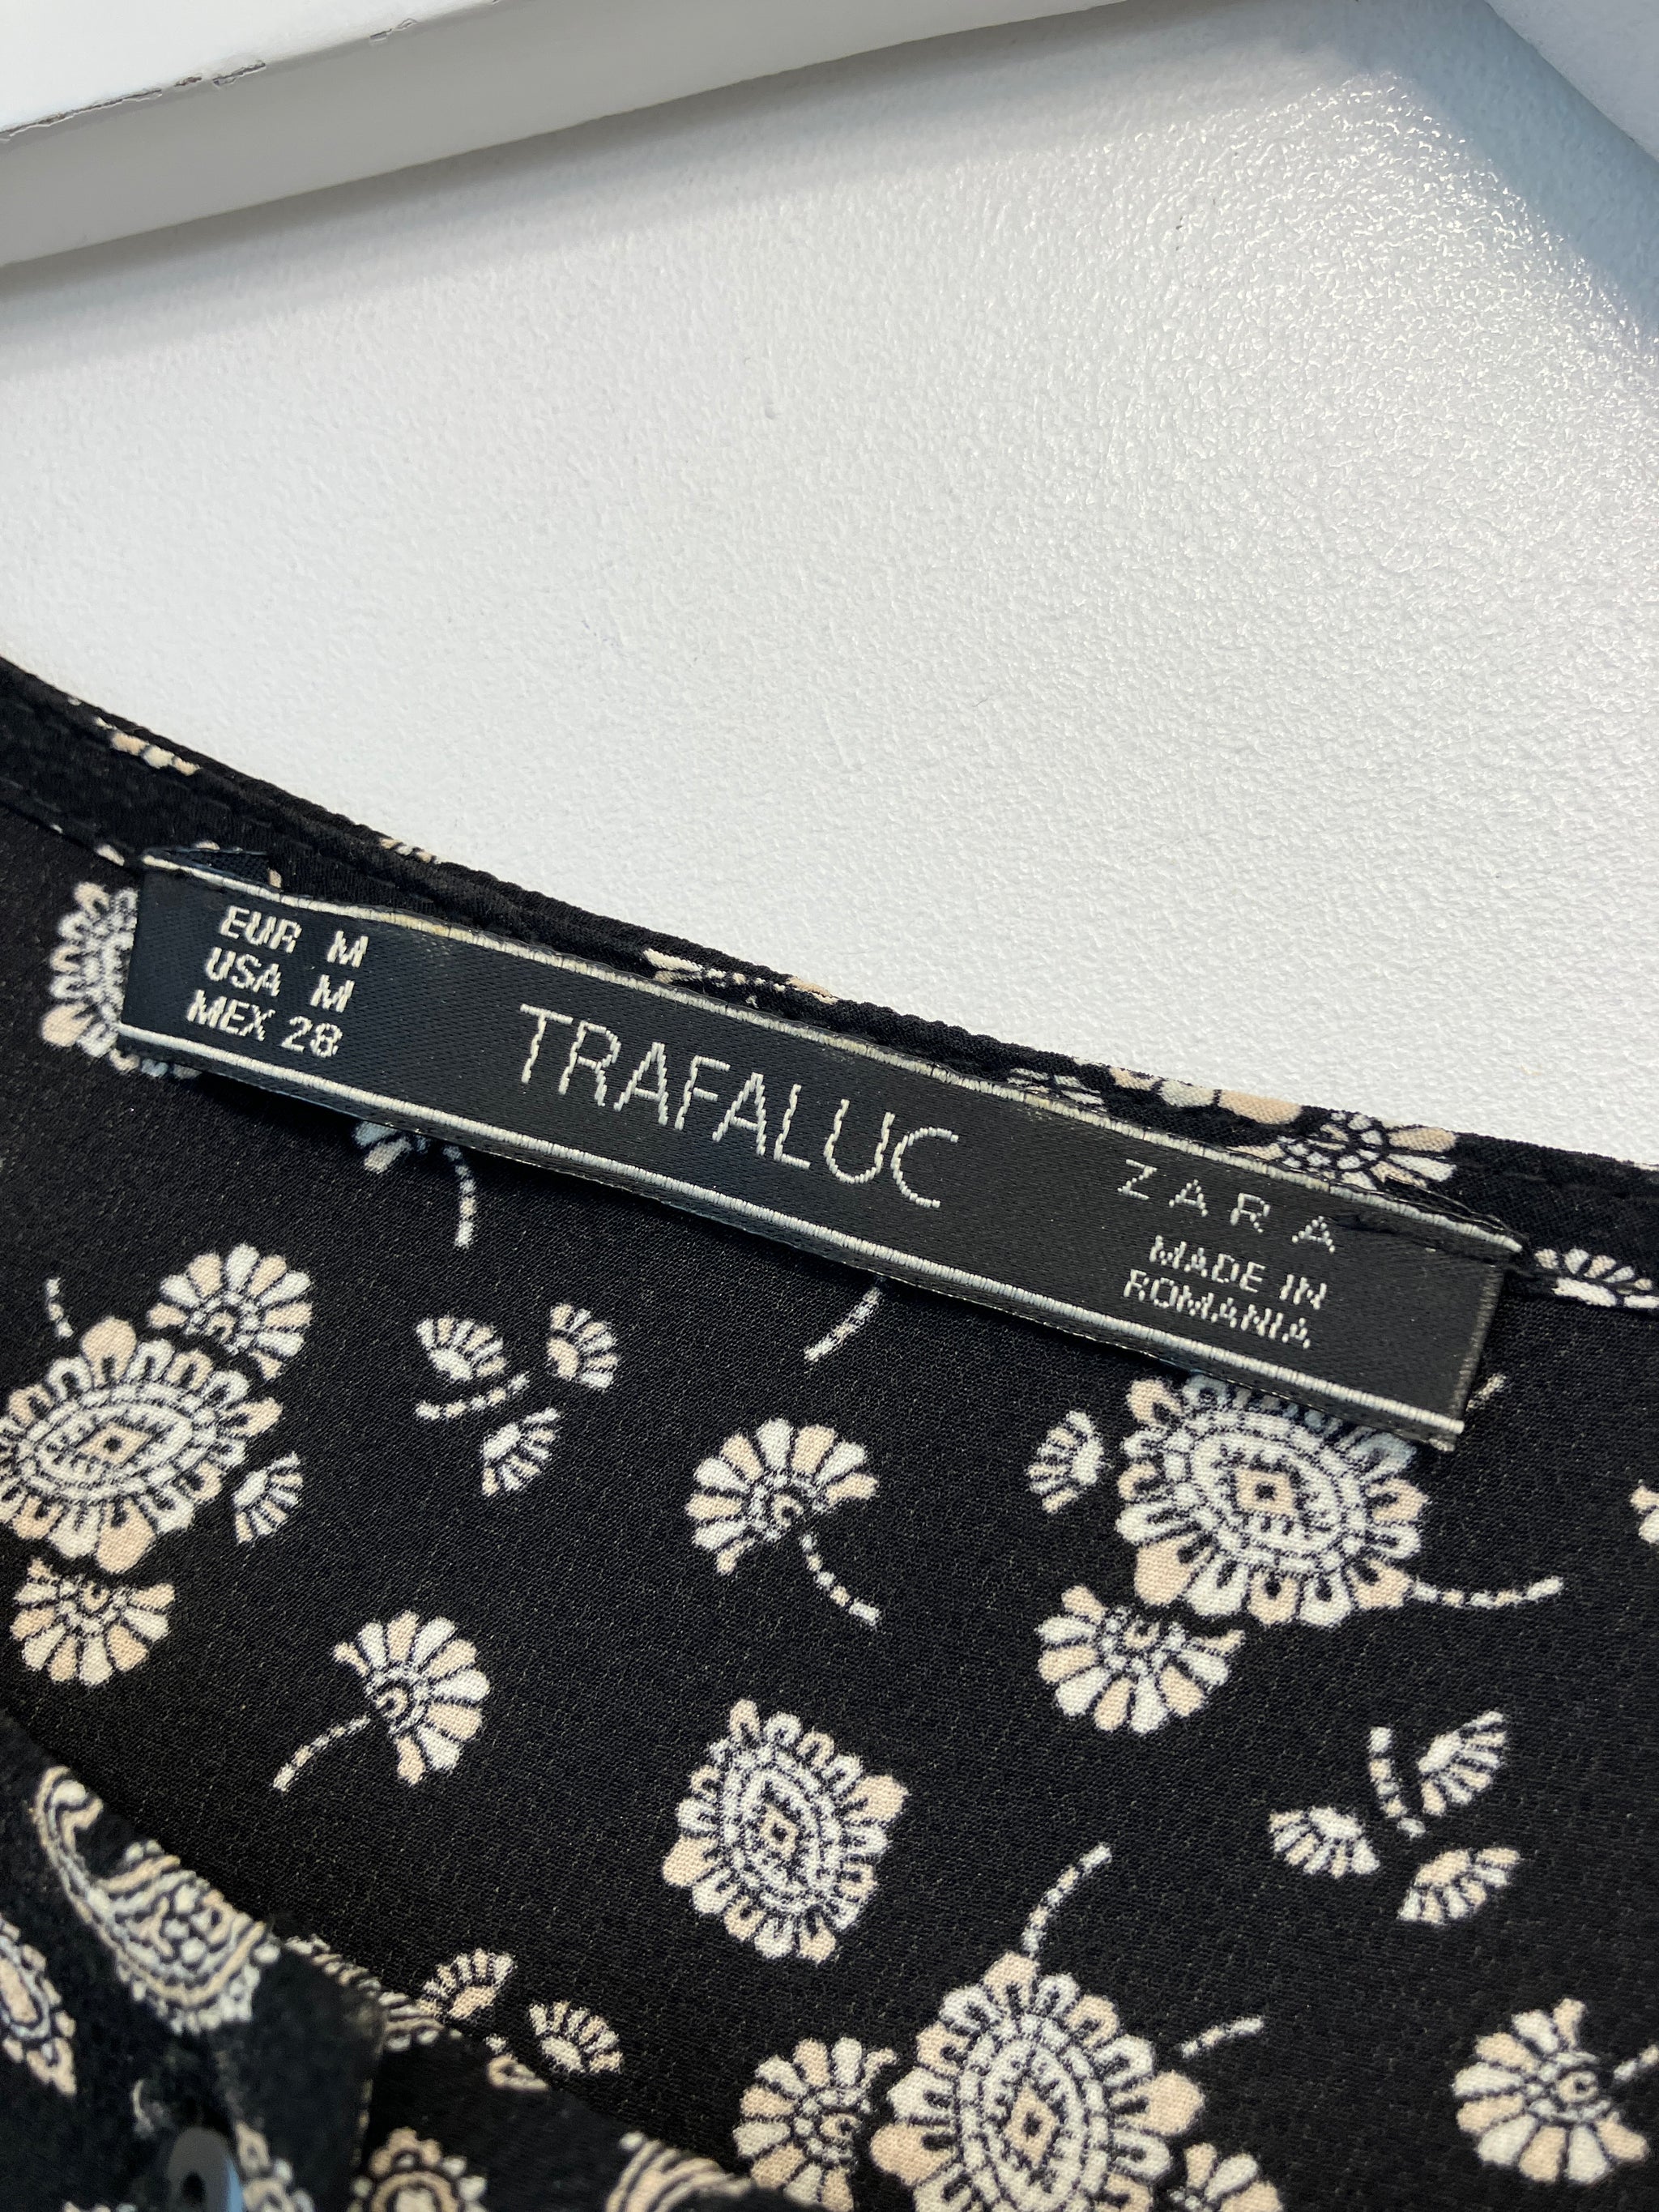 EUR M
USA M
MEX 28
TRAFALUC
ZARA
MADE IN
ROMANIA